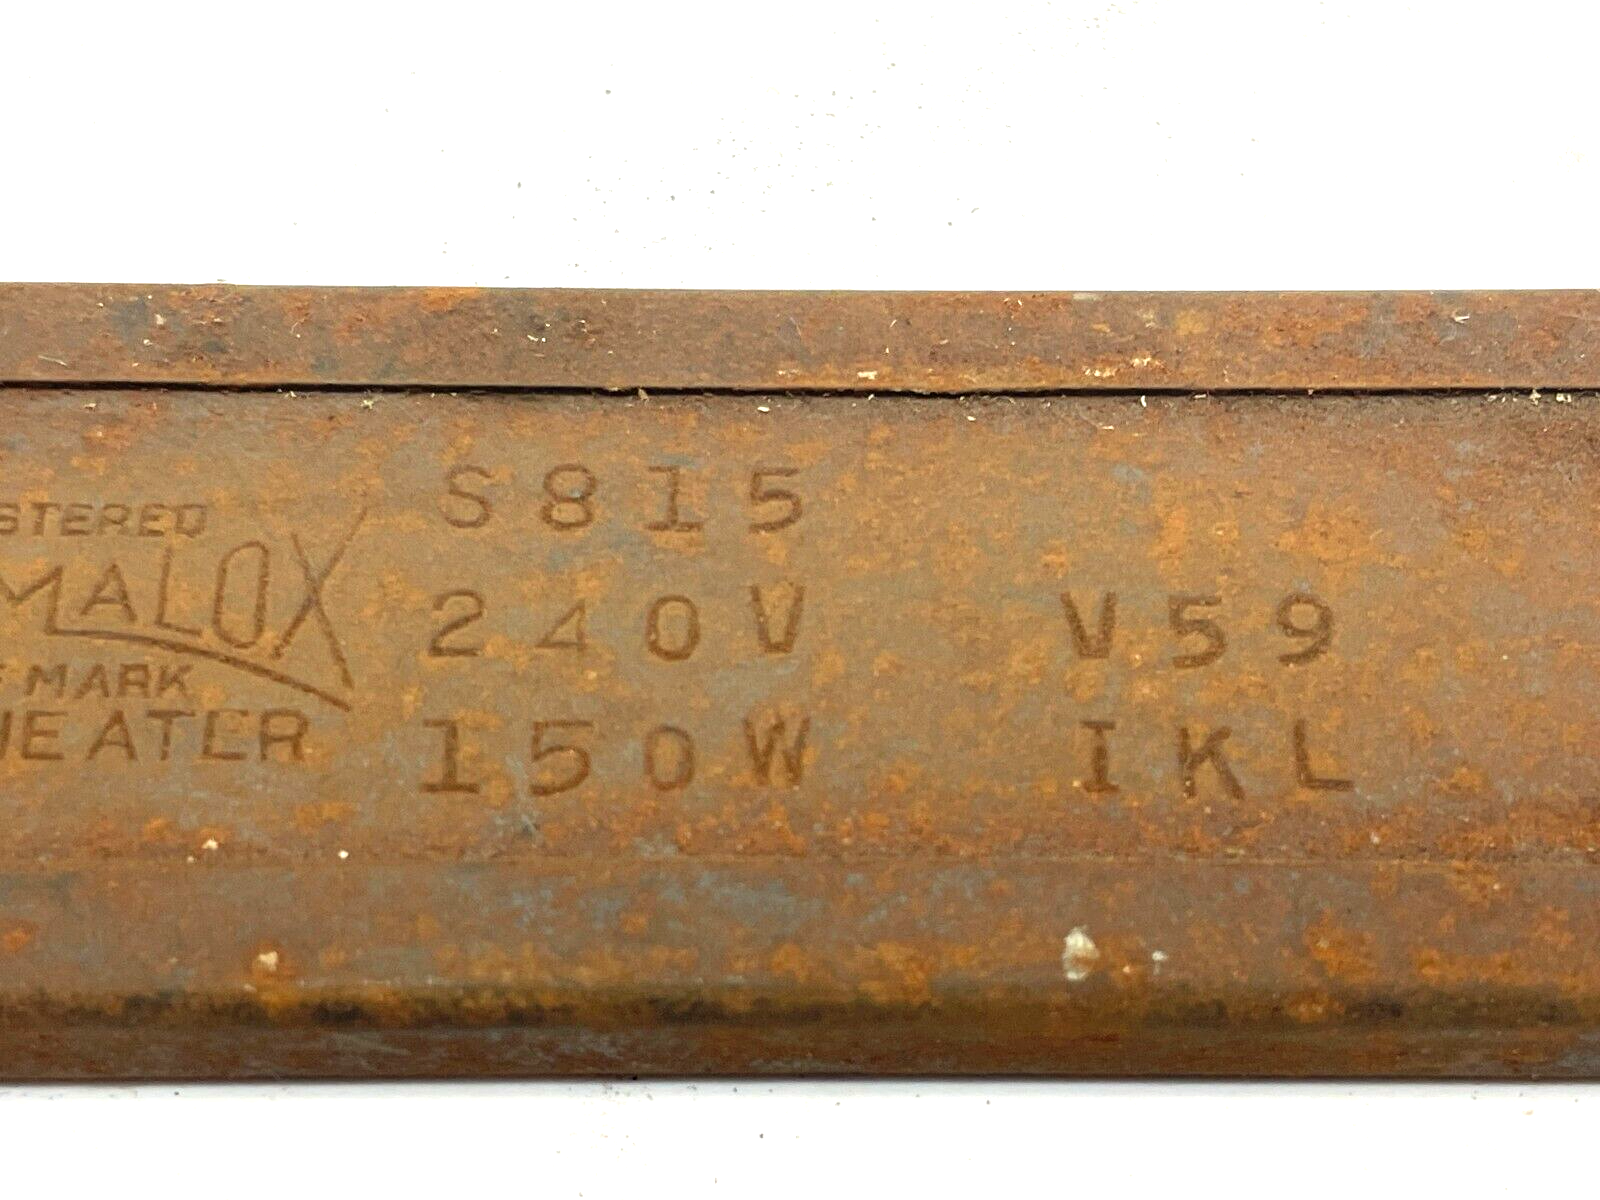 STERED
MALOX
E MARK
HEATER
S815
240V V59
150W IKL